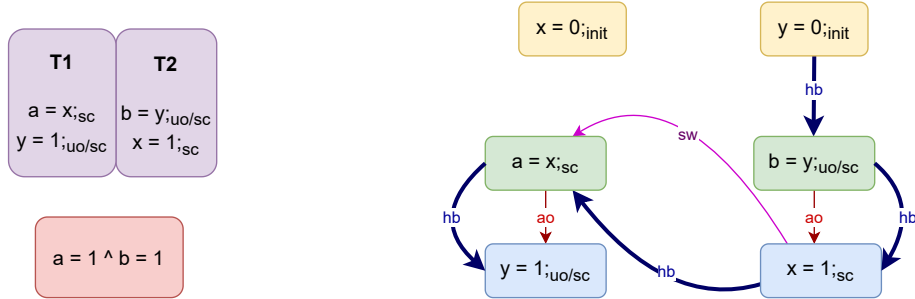 T1
a = x;sc
y = 1;uo/sc
T2
b = y;uo/sc
x = 1;sc
a = 1 ^ b = 1
x = 0;init
y = 0;init
hb
sw
a = x;sc
b = y;uo/sc
hb
ao
ao
hb
y = 1;uo/sc
hb
x = 1;sc